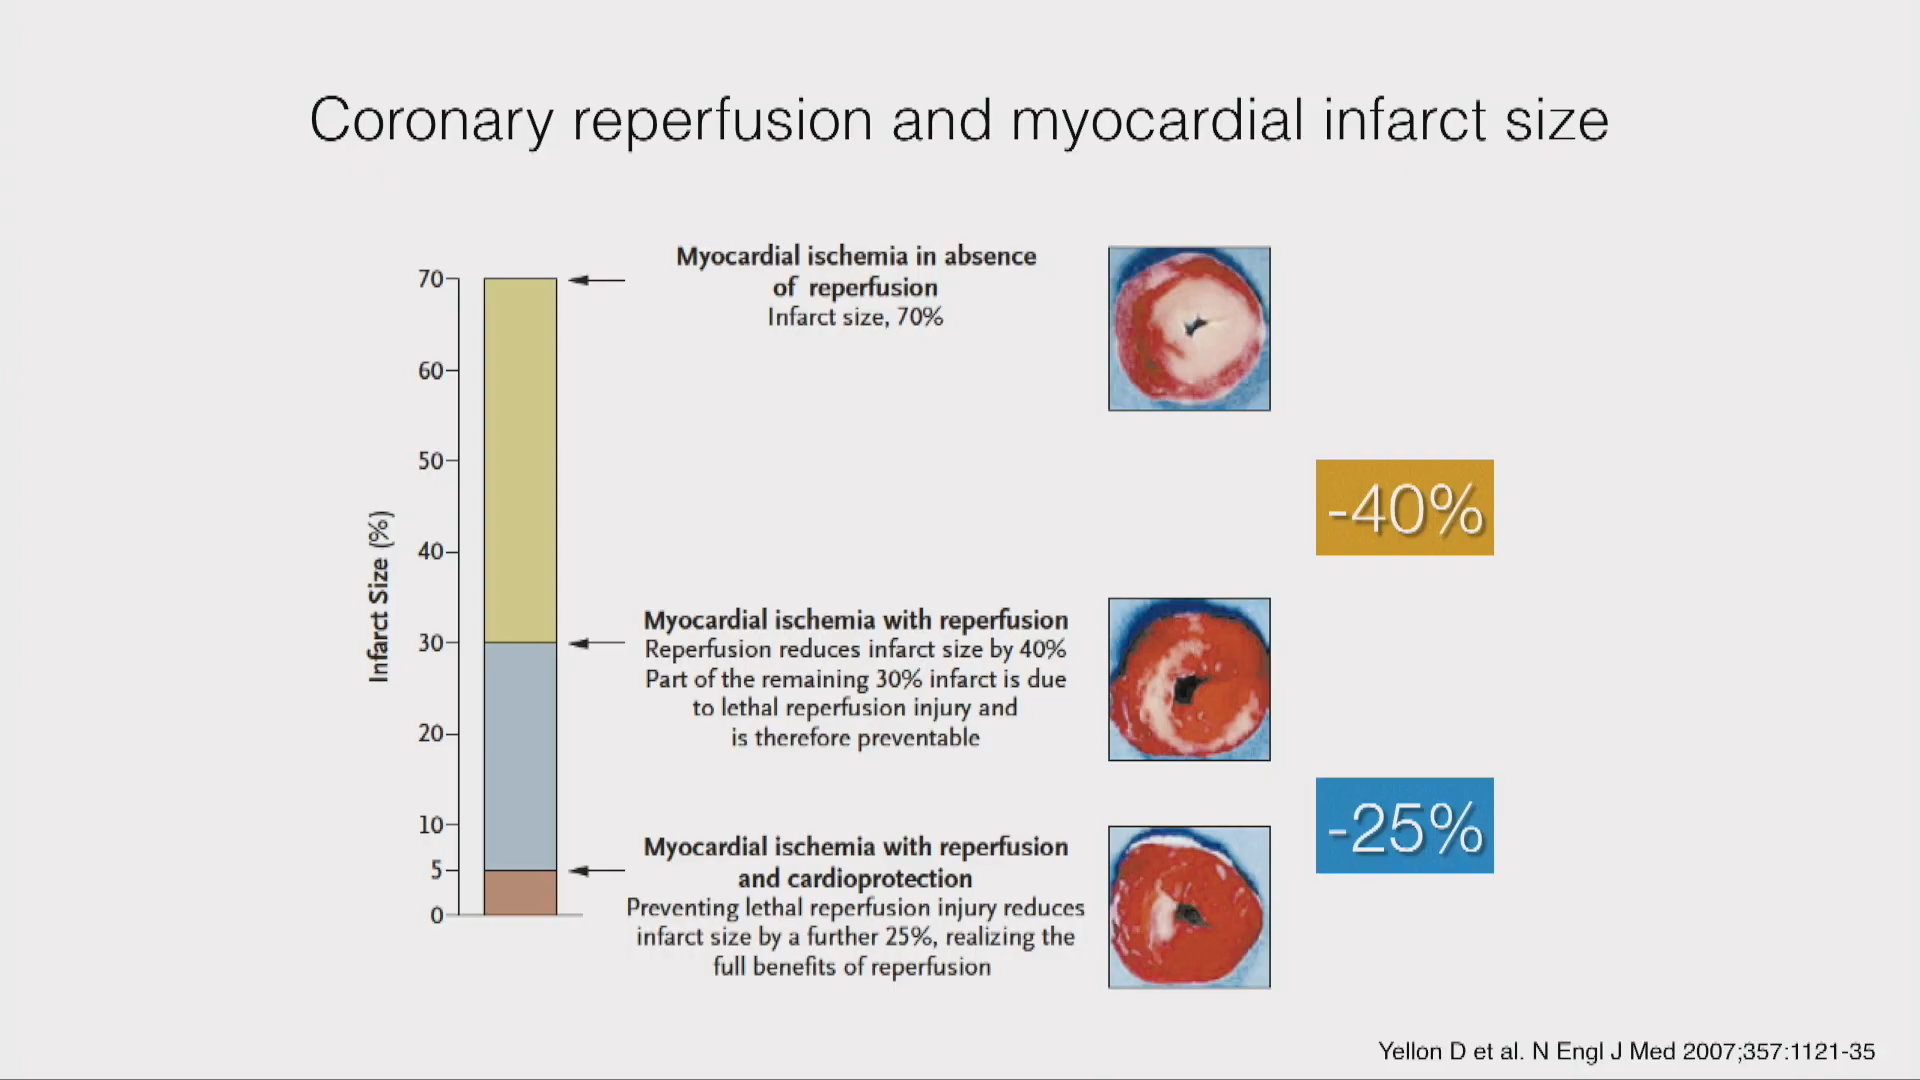 Coronary reperfusion and myocardial infarct size
Infarct Size (%)
70
60
50
40
30
20
10
5
0
Myocardial ischemia in absence
of reperfusion
Infarct size, 70%
-40%
Myocardial ischemia with reperfusion
Reperfusion reduces infarct size by 40%
Part of the remaining 30% infarct is due
to lethal reperfusion injury and
is therefore preventable
-25%
Myocardial ischemia with reperfusion
and cardioprotection
Preventing lethal reperfusion injury reduces
infarct size by a further 25%, realizing the
full benefits of reperfusion
Yellon D et al. N Engl J Med 2007;357:1121-35